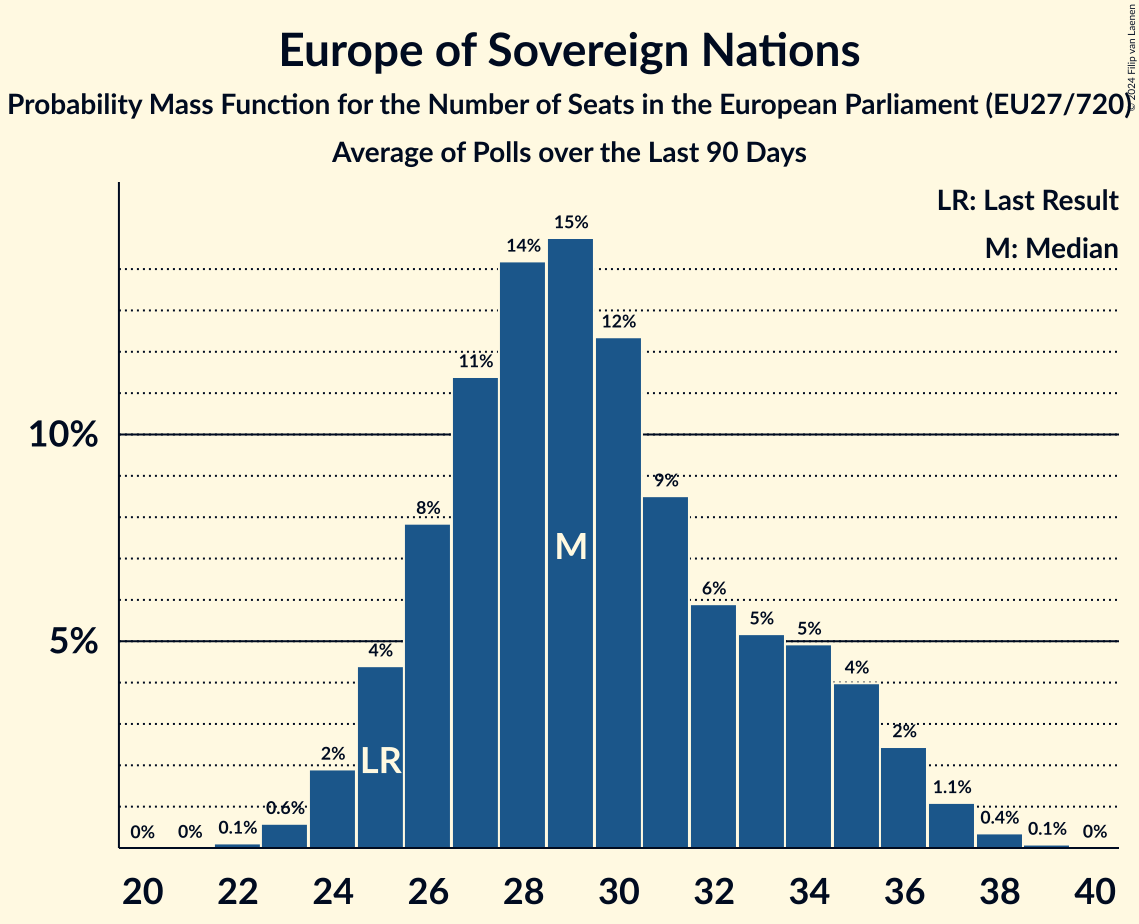 Europe of Sovereign Nations
Probability Mass Function for the Number of Seats in the European Parliament (EU27/720)
Average of Polls over the Last 90 Days
© 2024 Filip van Laenen
LR: Last Result
M: Median
10%
5%
0%
0%
0.1%
0.6%
2%
4%
8%
11%
14%
15%
12%
9%
6%
5%
5%
4%
2%
1.1%
0.4%
0.1%
0%
LR
M
20 22 24 26 28 30 32 34 36 38 40